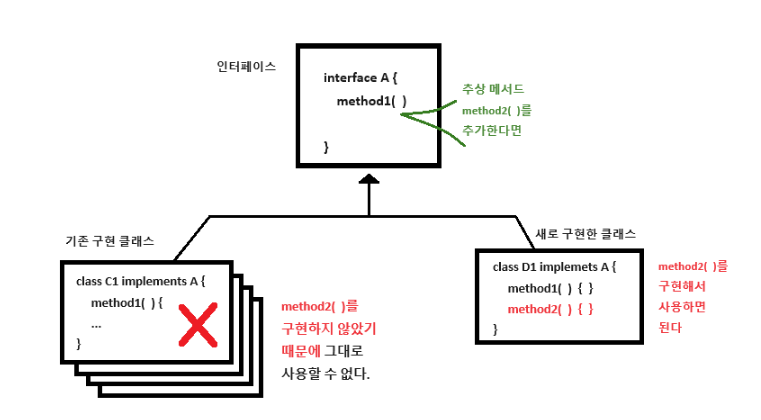 인터페이스
interface A {
method1( )
}
추상 메서드
method2( )를
추가한다면
기존 구현 클래스
class C1 implements A {
method1( ) {
...
}
method2( )를
구현하지 않았기
때문에 그대로
사용할 수 없다.
새로 구현한 클래스
class D1 implemets A {
method1( ) { }
method2( ) { }
}
method2( )를
구현해서
사용하면
된다